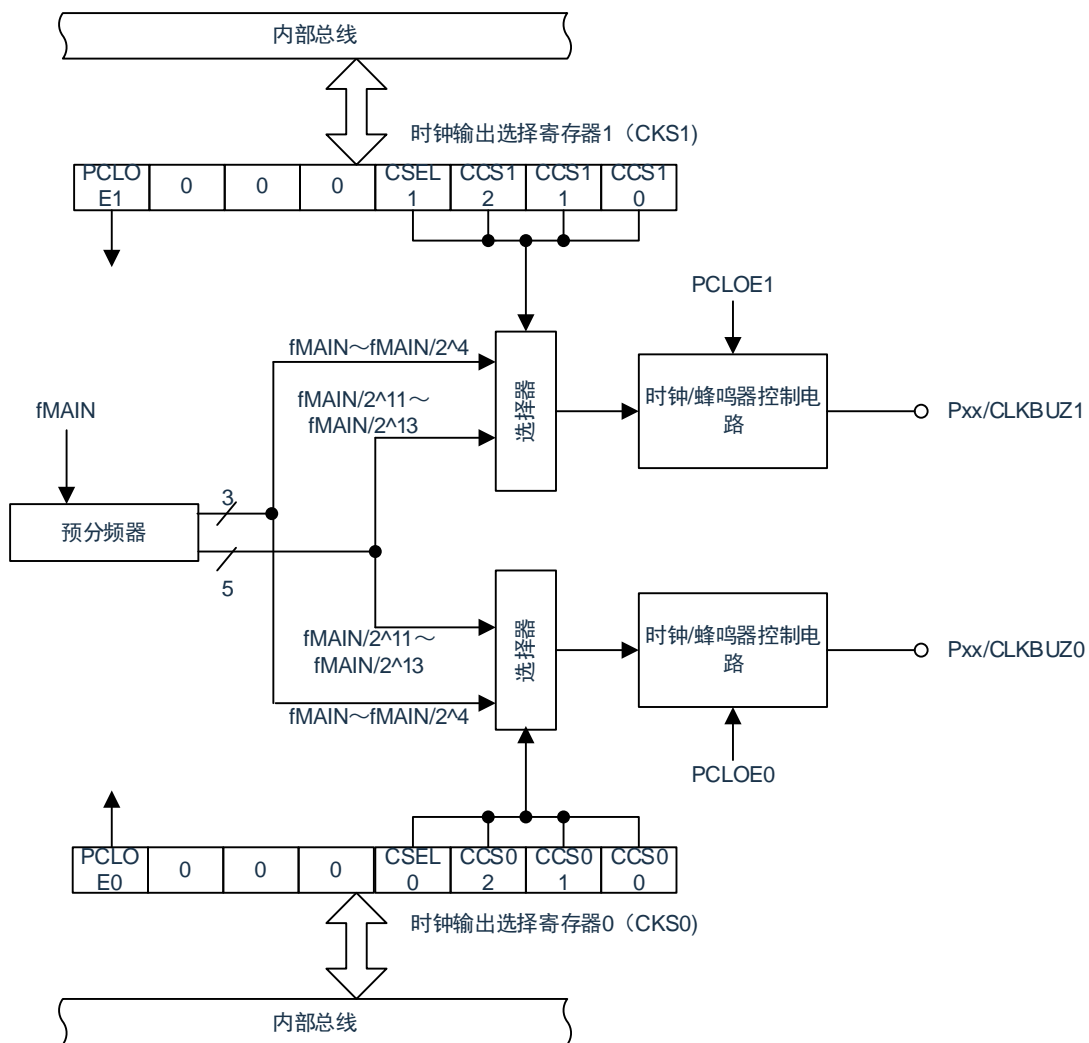 内部总线
时钟输出选择寄存器1（CKS1)
PCLO
E1
0
0
0
CSEL
1
CCS1
2
CCS1
1
CCS1
0
PCLOE1
fMAIN～fMAIN/2^4
fMAIN/2^11～
fMAIN/2^13
选择器
时钟/蜂鸣器控制电
路
Pxx/CLKBUZ1
fMAIN
预分频器
3
5
fMAIN/2^11～
fMAIN/2^13
fMAIN～fMAIN/2^4
选择器
时钟/蜂鸣器控制电
路
Pxx/CLKBUZ0
PCLOE0
PCLO
E0
0
0
0
CSEL
0
CCS0
2
CCS0
1
CCS0
0
时钟输出选择寄存器0（CKS0)
内部总线